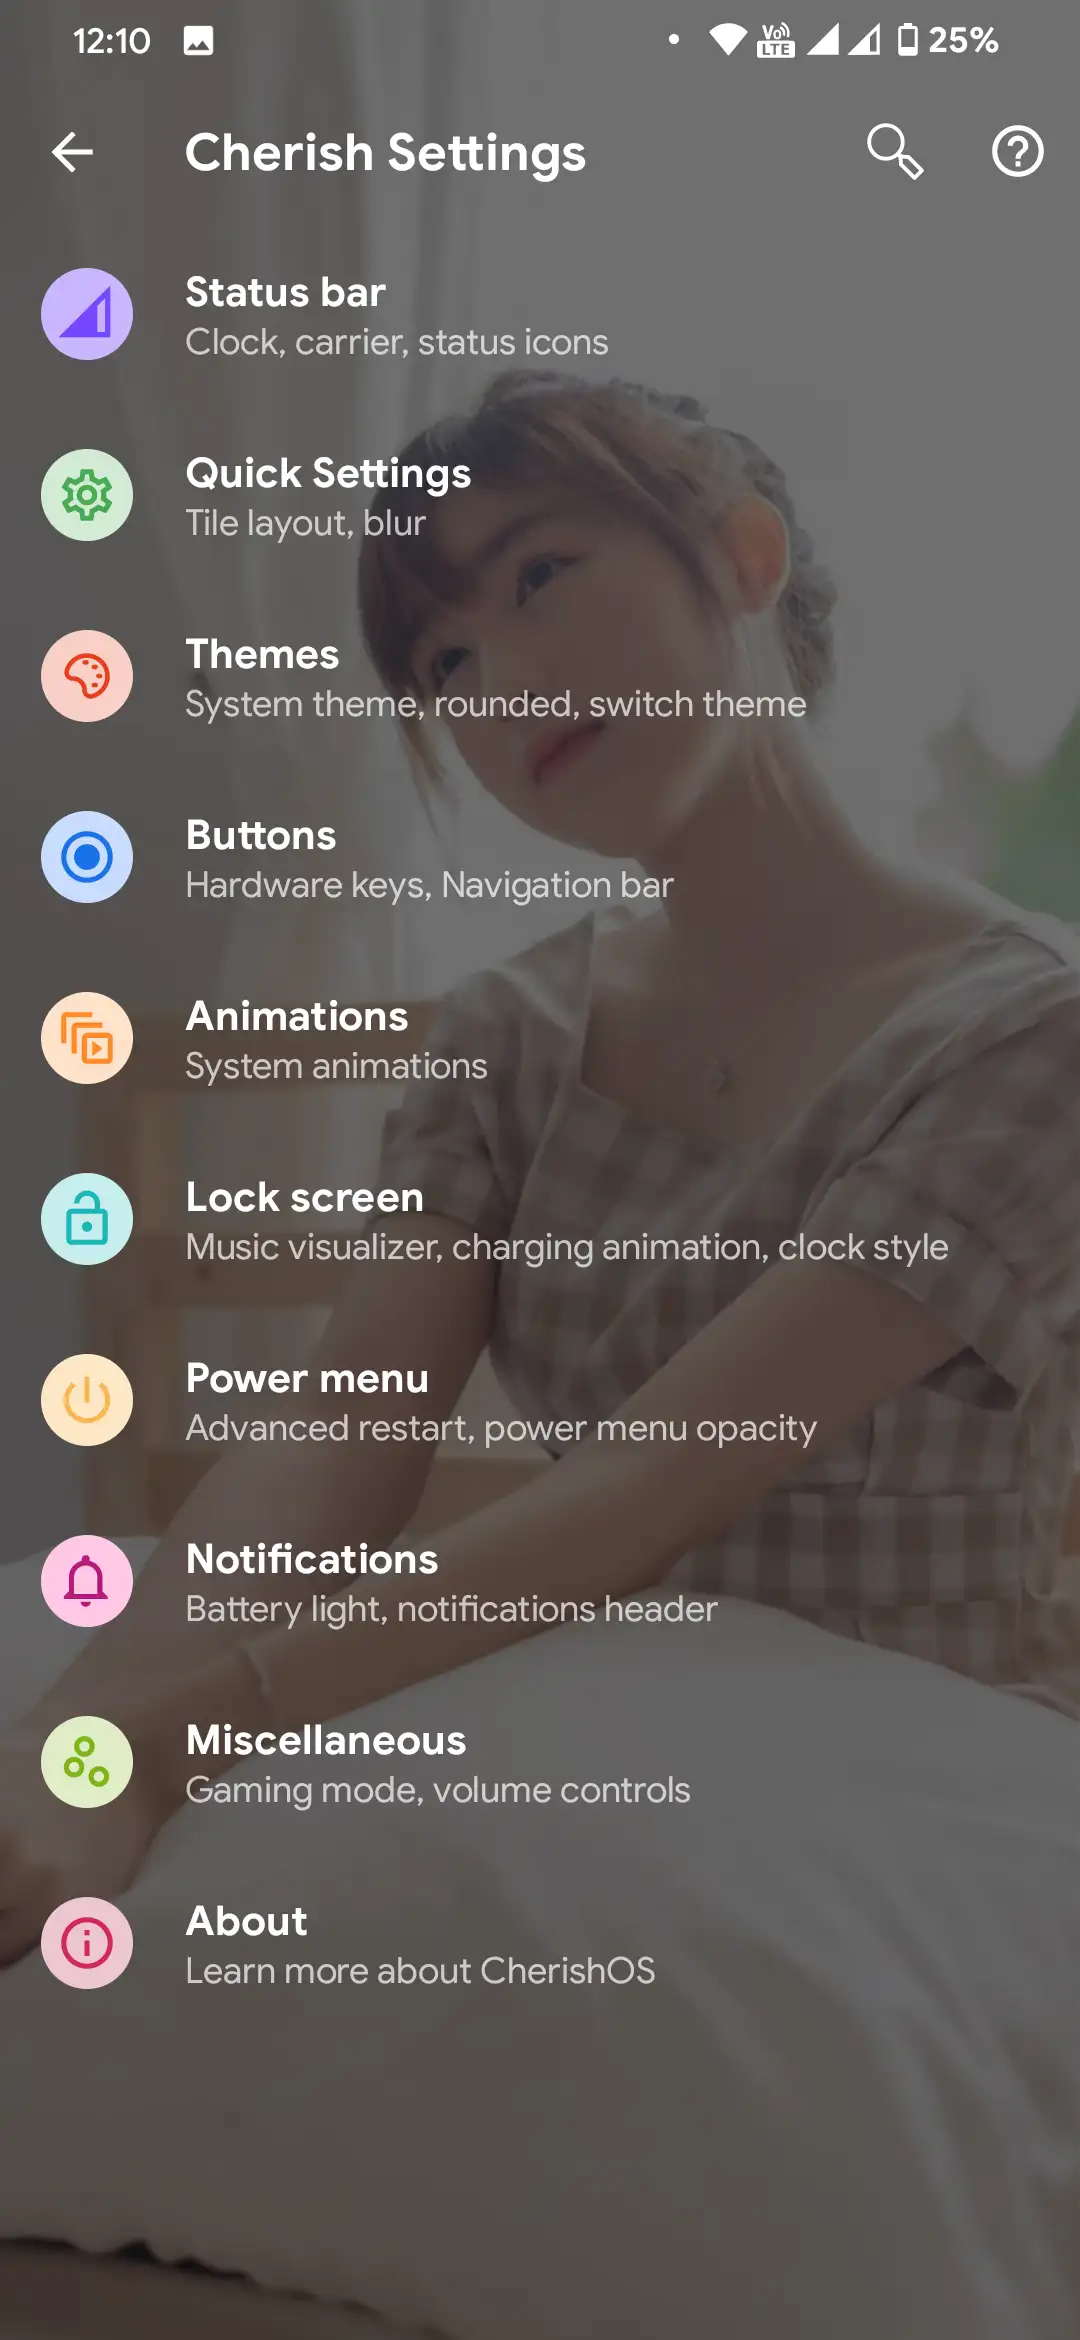 12:10 Vo LTE 25%
Cherish Settings
Status bar
Clock, carrier, status icons
Quick Settings
Tile layout, blur
Themes
System theme, rounded, switch theme
Buttons
Hardware keys, Navigation bar
Animations
System animations
Lock screen
Music visualizer, charging animation, clock style
Power menu
Advanced restart, power menu opacity
Notifications
Battery light, notifications header
Miscellaneous
Gaming mode, volume controls
About
Learn more about CherishOS